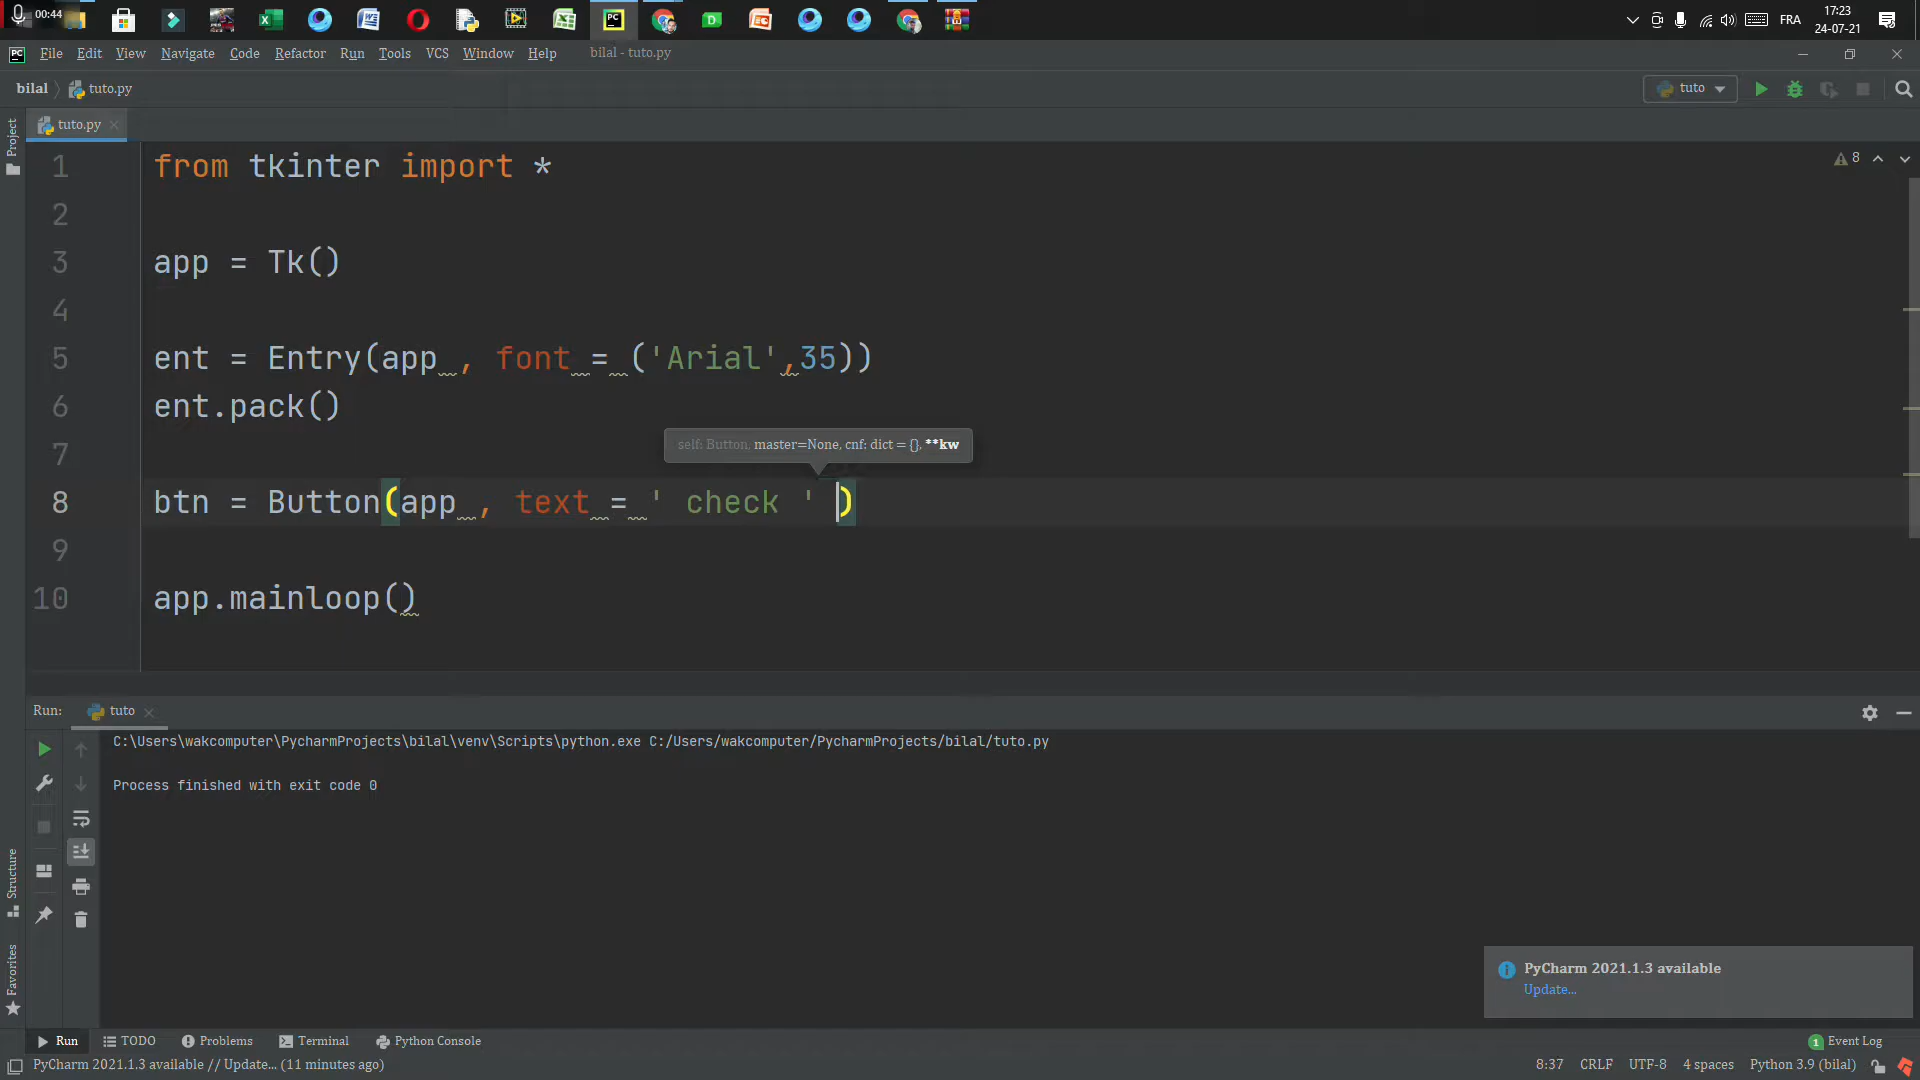 00:44
FRA
17:23
24-07-21
File Edit View Navigate Code Refactor Run Tools VCS Window Help bilal - tuto.py
bilal tuto.py
tuto
tuto.py
Project
8
1 from tkinter import *
2
3 app = Tk()
4
5 ent = Entry(app , font = ('Arial',35))
6 ent.pack()
self: Button, master=None, cnf: dict = {}, **kw
7
8 btn = Button(app , text = ' check ' )
9
10 app.mainloop()
Run: tuto
C:\Users\wakcomputer\PycharmProjects\bilal\venv\Scripts\python.exe C:/Users/wakcomputer/PycharmProjects/bilal/tuto.py
Process finished with exit code 0
Structure
Favorites
PyCharm 2021.1.3 available
Update...
Run TODO Problems Terminal Python Console
1 Event Log
PyCharm 2021.1.3 available // Update... (11 minutes ago)
8:37 CRLF UTF-8 4 spaces Python 3.9 (bilal)